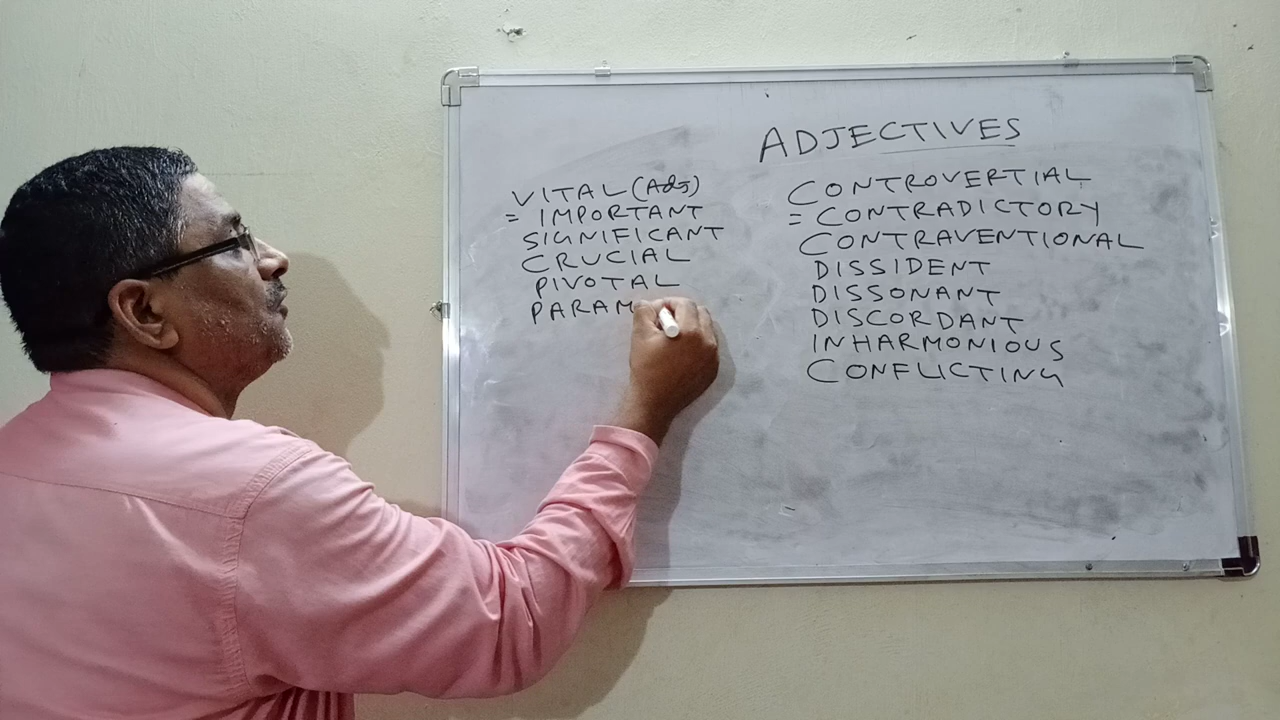 ADJECTIVES
VITAL (Adj)
= IMPORTANT
SIGNIFICANT
CRUCIAL
PIVOTAL
PARAM
CONTROVERTIAL
= CONTRADICTORY
CONTRAVENTIONAL
DISSIDENT
DISSONANT
DISCORDANT
INHARMONIOUS
CONFLICTING